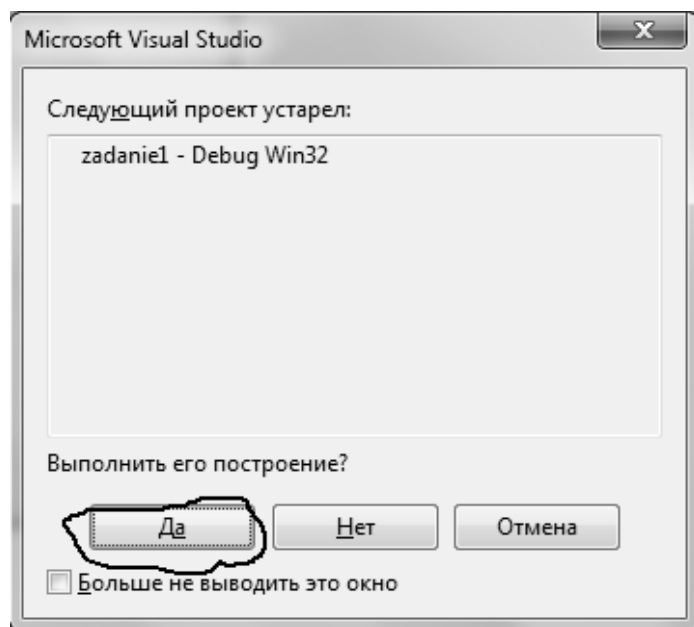 Microsoft Visual Studio
x
Следующий проект устарел:
zadanie1 - Debug Win32
Выполнить его построение?
Да Нет Отмена
Больше не выводить это окно